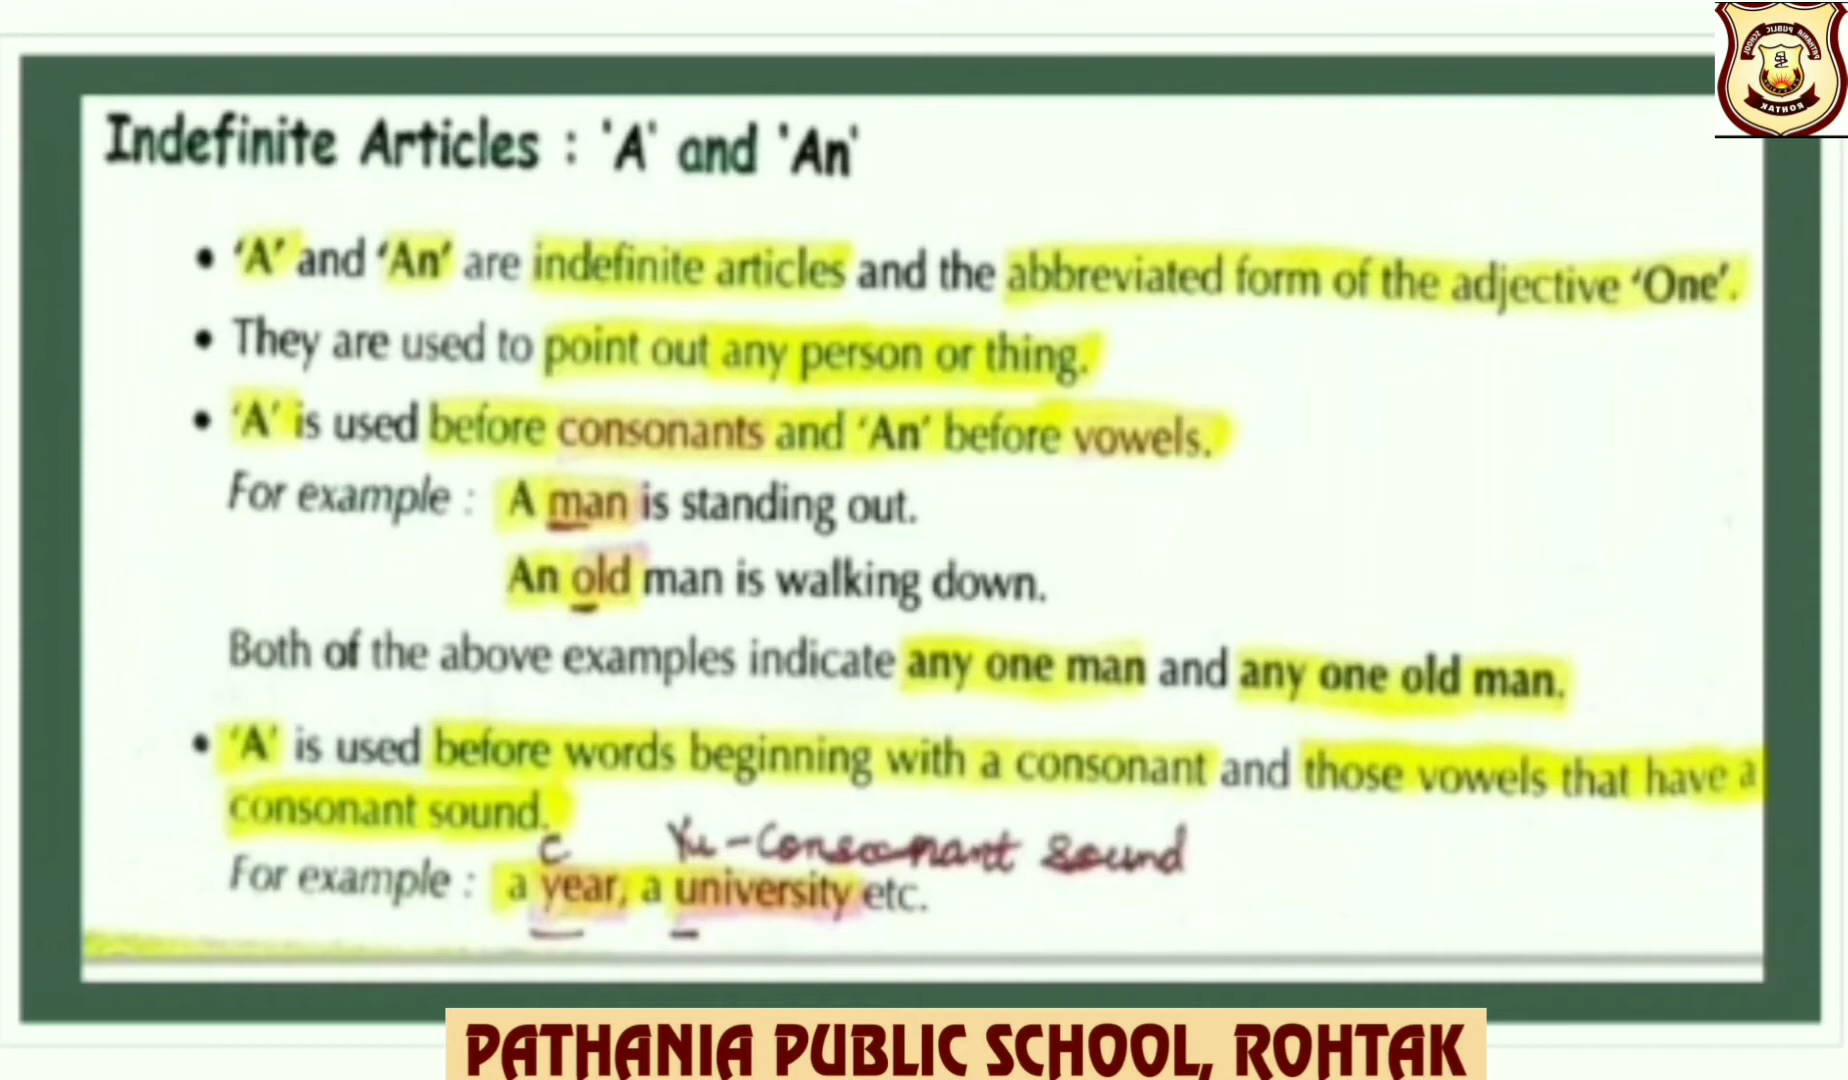 PATHANIA PUBLIC SCHOOL
ROHTAK
Indefinite Articles : 'A' and 'An'
• 'A' and 'An' are indefinite articles and the abbreviated form of the adjective 'One'.
• They are used to point out any person or thing.
• 'A' is used before consonants and 'An' before vowels.
For example : A man is standing out.
An old man is walking down.
Both of the above examples indicate any one man and any one old man.
• 'A' is used before words beginning with a consonant and those vowels that have a
consonant sound.
C Yu - Consonant Sound
For example : a year, a university etc.
PATHANIA PUBLIC SCHOOL, ROHTAK